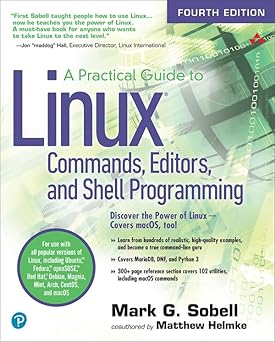 FOURTH EDITION
"First Sobell taught people how to use Linux...
now he teaches you the power of Linux. A
must-have book for anyone who wants
to take Linux to the next level."
—Jon "maddog" Hall, Executive Director, Linux International
A Practical Guide to
Linux®
Commands, Editors,
and Shell Programming
Discover the Power of Linux—
Covers macOS, too!
Learn from hundreds of realistic, high-quality examples,
and become a true command-line guru
Covers MariaDB, DNF, and Python 3
300+ page reference section covers 102 utilities,
including macOS commands
For use with all
popular versions of
Linux, including Ubuntu,™
Fedora,™ openSUSE,™
Red Hat,® Debian, Mageia,
Mint, Arch, CentOS,
and macOS
P
Mark G. Sobell
coauthored by Matthew Helmke